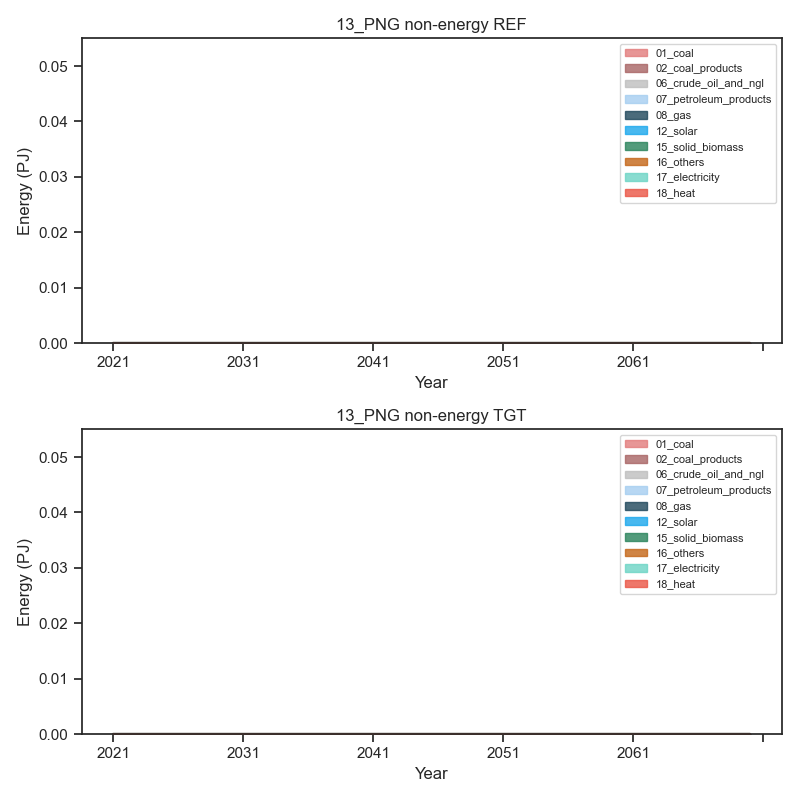 13_PNG non-energy REF
0.05
0.04
0.03
0.02
0.01
0.00
Energy (PJ)
01_coal
02_coal_products
06_crude_oil_and_ngl
07_petroleum_products
08_gas
12_solar
15_solid_biomass
16_others
17_electricity
18_heat
2021 2031 2041 2051 2061
Year
13_PNG non-energy TGT
0.05
0.04
0.03
0.02
0.01
0.00
Energy (PJ)
01_coal
02_coal_products
06_crude_oil_and_ngl
07_petroleum_products
08_gas
12_solar
15_solid_biomass
16_others
17_electricity
18_heat
2021 2031 2041 2051 2061
Year